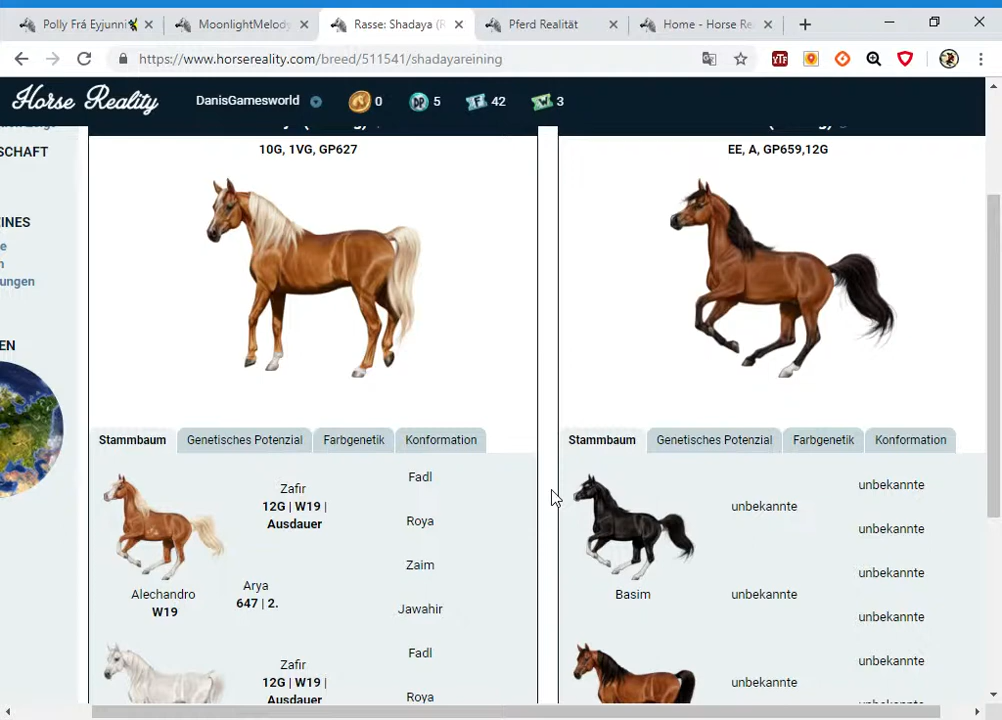 Polly Frá Eyjunni
MoonlightMelody
Rasse: Shadaya (R
Pferd Realität
Home - Horse Re
https://www.horsereality.com/breed/511541/shadayareining
Horse Reality
DanisGamesworld
0
5
42
3
SCHAFT
EINES
e
n
ungen
EN
10G, 1VG, GP627
EE, A, GP659,12G
Stammbaum
Genetisches Potenzial
Farbgenetik
Konformation
Stammbaum
Genetisches Potenzial
Farbgenetik
Konformation
Zafir
12G | W19 |
Ausdauer
Fadl
Roya
Arya
647 | 2.
Zaim
Jawahir
Alechandro
W19
Zafir
12G | W19 |
Ausdauer
Fadl
Roya
Basim
unbekannte
unbekannte
unbekannte
unbekannte
unbekannte
unbekannte
unbekannte
unbekannte